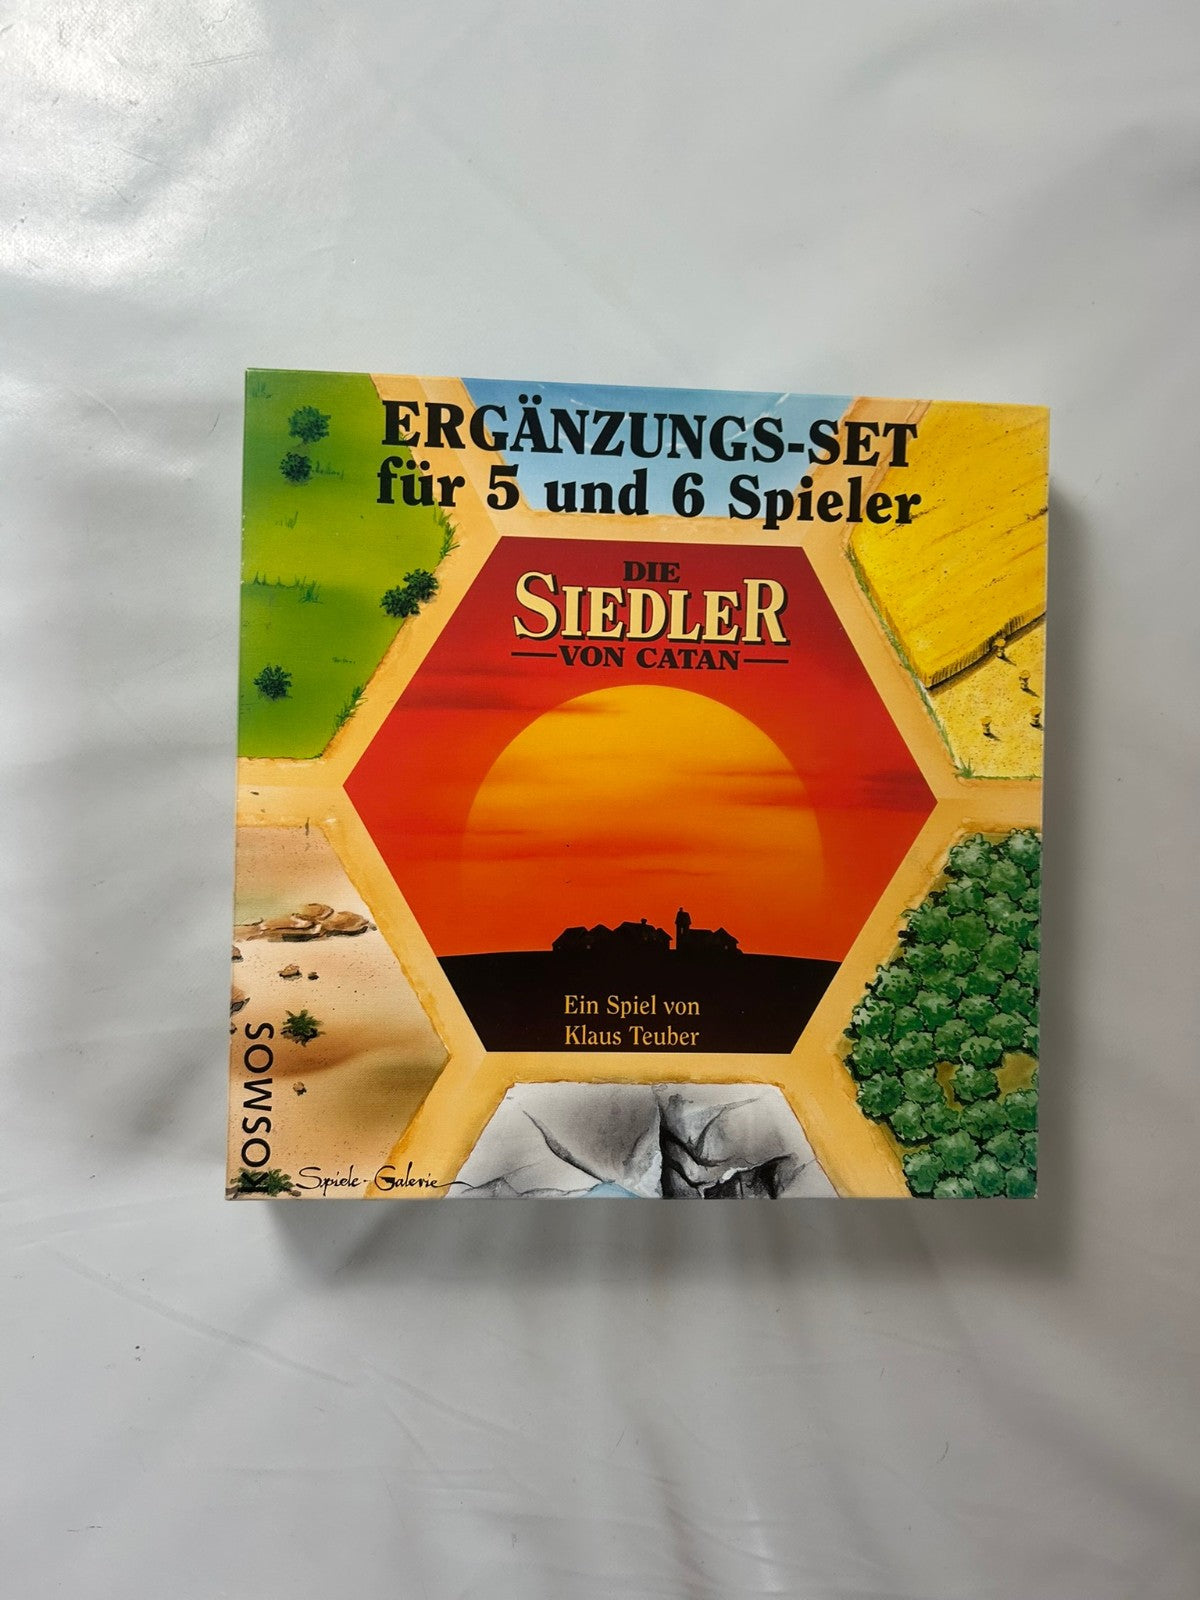 ERGÄNZUNGS-SET
für 5 und 6 Spieler
DIE
SIEDLER
VON CATAN
Ein Spiel von
Klaus Teuber
KOSMOS
Spiele-Galerie